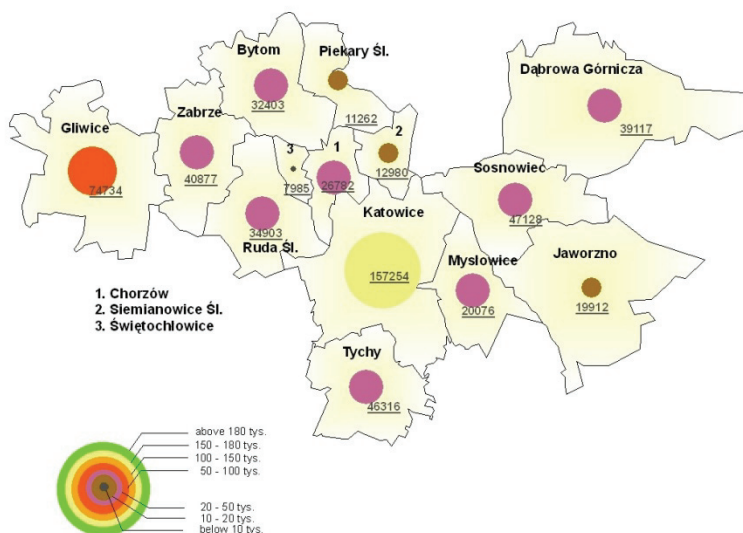 Bytom
Piekary Śl.
Dąbrowa Górnicza
Zabrze
Gliwice
32403
11262
2
39117
3
1
Sosnowiec
74734
40877
7985
26782
12980
47128
34903
Katowice
Ruda Śl.
Mysłowice
Jaworzno
157254
20076
19912
1. Chorzów
2. Siemianowice Śl.
3. Świętochlowice
Tychy
46316
above 180 tys.
150 - 180 tys.
100 - 150 tys.
50 - 100 tys.
20 - 50 tys.
10 - 20 tys.
below 10 tys.